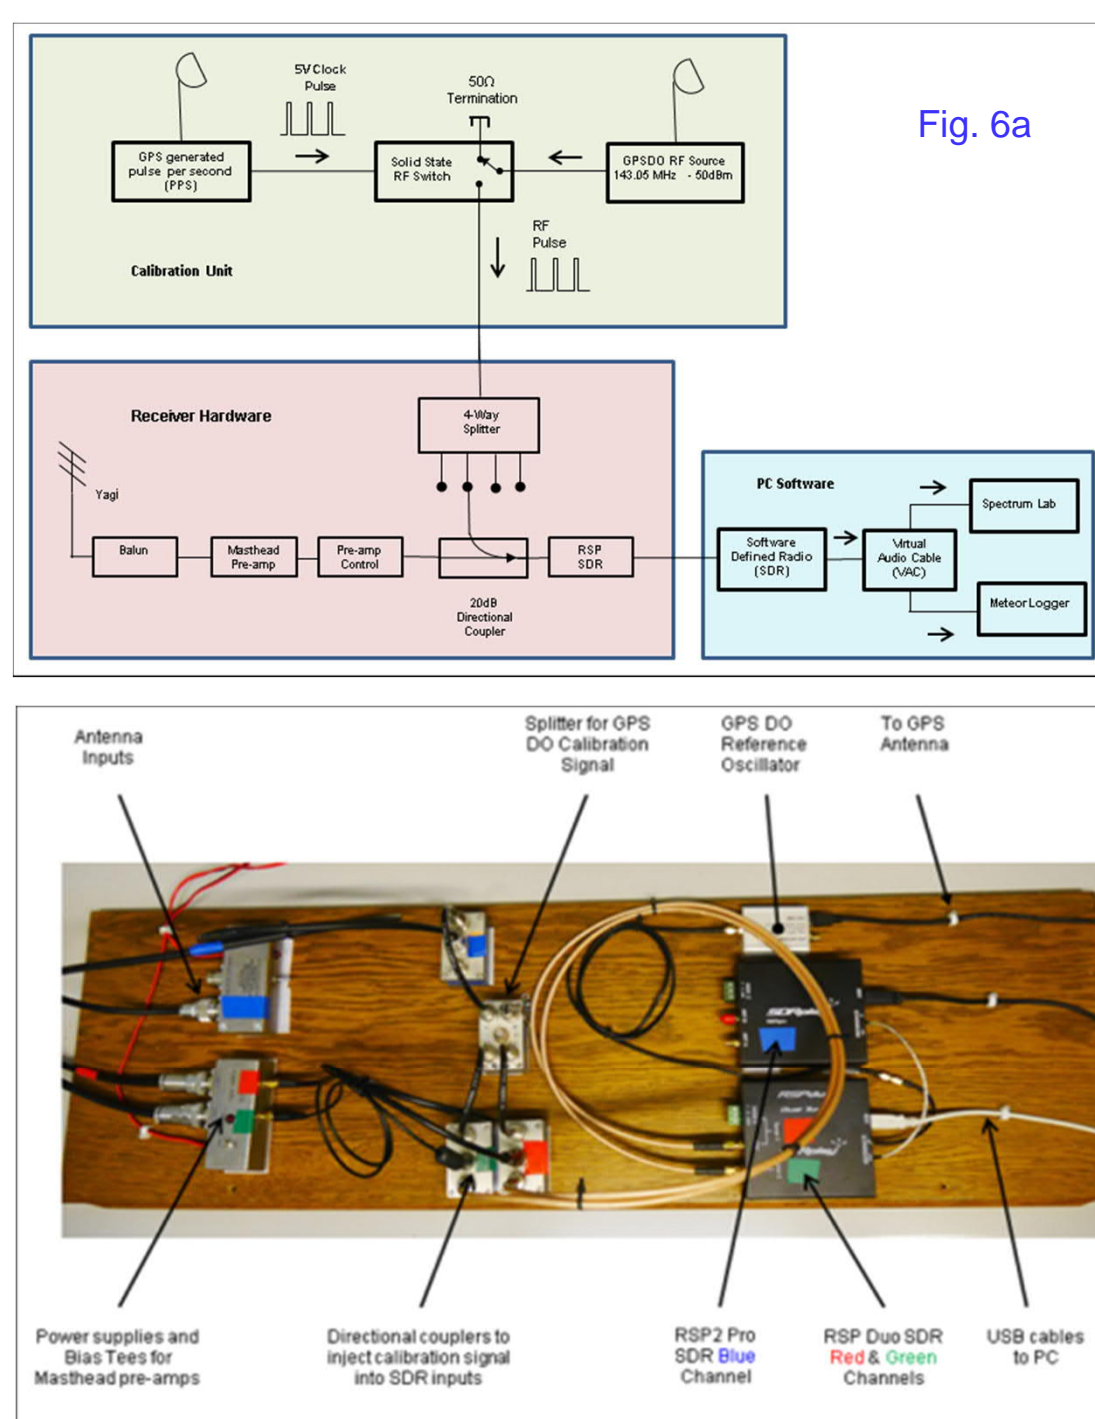 Fig. 6a
5V Clock
Pulse
50Ω
Termination
GPS generated
pulse per second
(PPS)
Solid State
RF Switch
GPSDO RF Source
143.05 MHz - 50dBm
RF
Pulse
Calibration Unit
Receiver Hardware
4-Way
Splitter
Yagi
Balun
Masthead
Pre-amp
Pre-amp
Control
RSP
SDR
20dB
Directional
Coupler
PC Software
Software
Defined Radio
(SDR)
Virtual
Audio Cable
(VAC)
Spectrum Lab
Meteor Logger
Antenna
Inputs
Splitter for GPS
DO Calibration
Signal
GPS DO
Reference
Oscillator
To GPS
Antenna
SDRplay
RSPduo
Power supplies and
Bias Tees for
Masthead pre-amps
Directional couplers to
inject calibration signal
into SDR inputs
RSP2 Pro
SDR Blue
Channel
RSP Duo SDR
Red & Green
Channels
USB cables
to PC